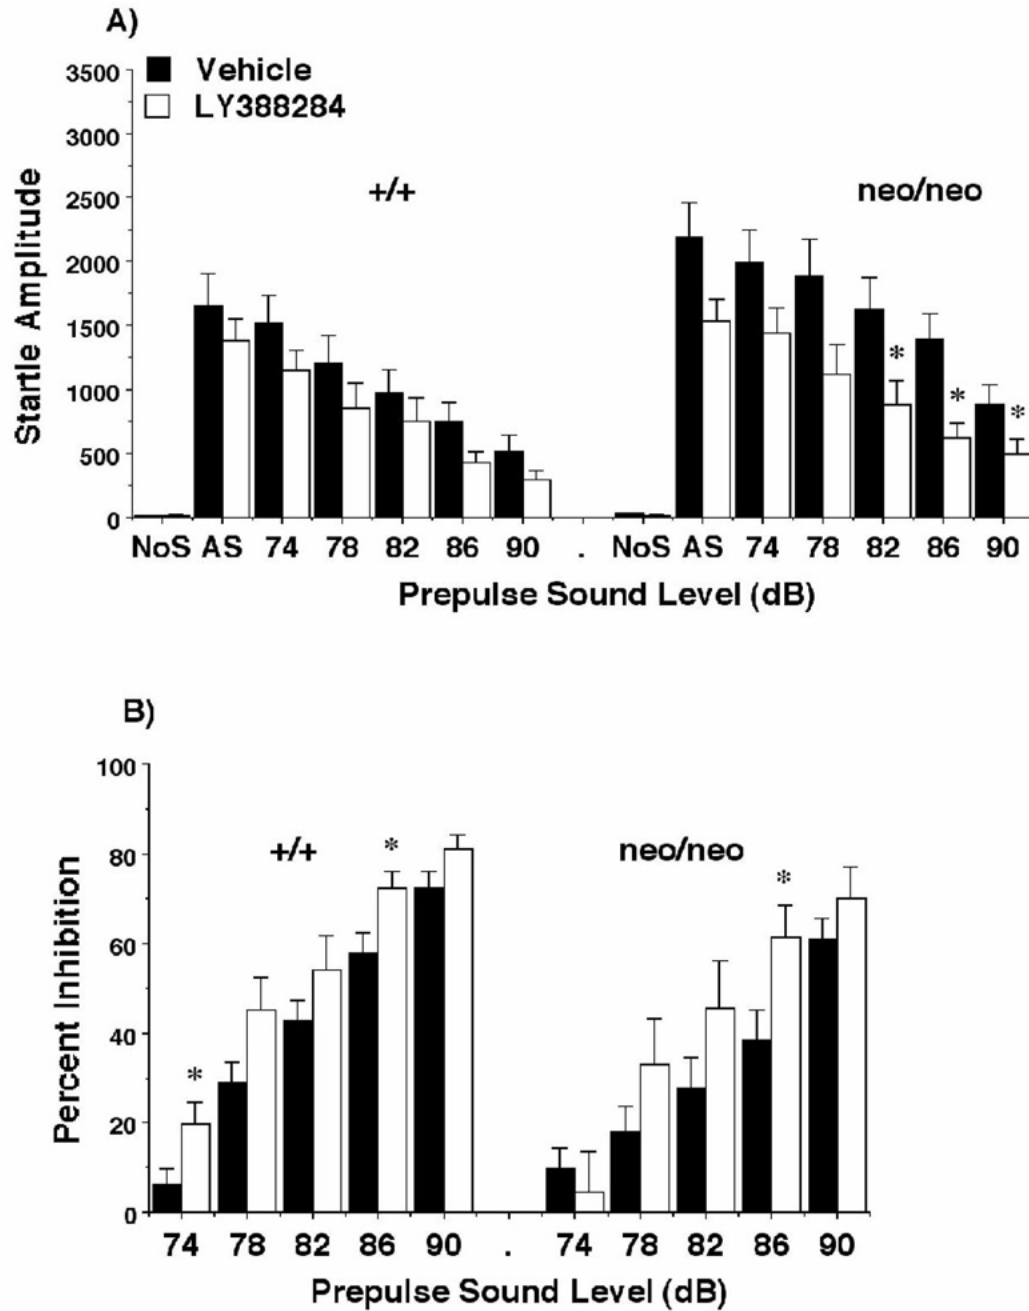 A)
3500
Vehicle
3000
LY388284
2500
+/+
neo/neo
2000
1500
1000
*
*
*
500
0
Startle Amplitude
NoS AS 74 78 82 86 90 . NoS AS 74 78 82 86 90
Prepulse Sound Level (dB)
B)
100
80
+/+
*
neo/neo
*
60
40
20
*
0
Percent Inhibition
74 78 82 86 90 . 74 78 82 86 90
Prepulse Sound Level (dB)